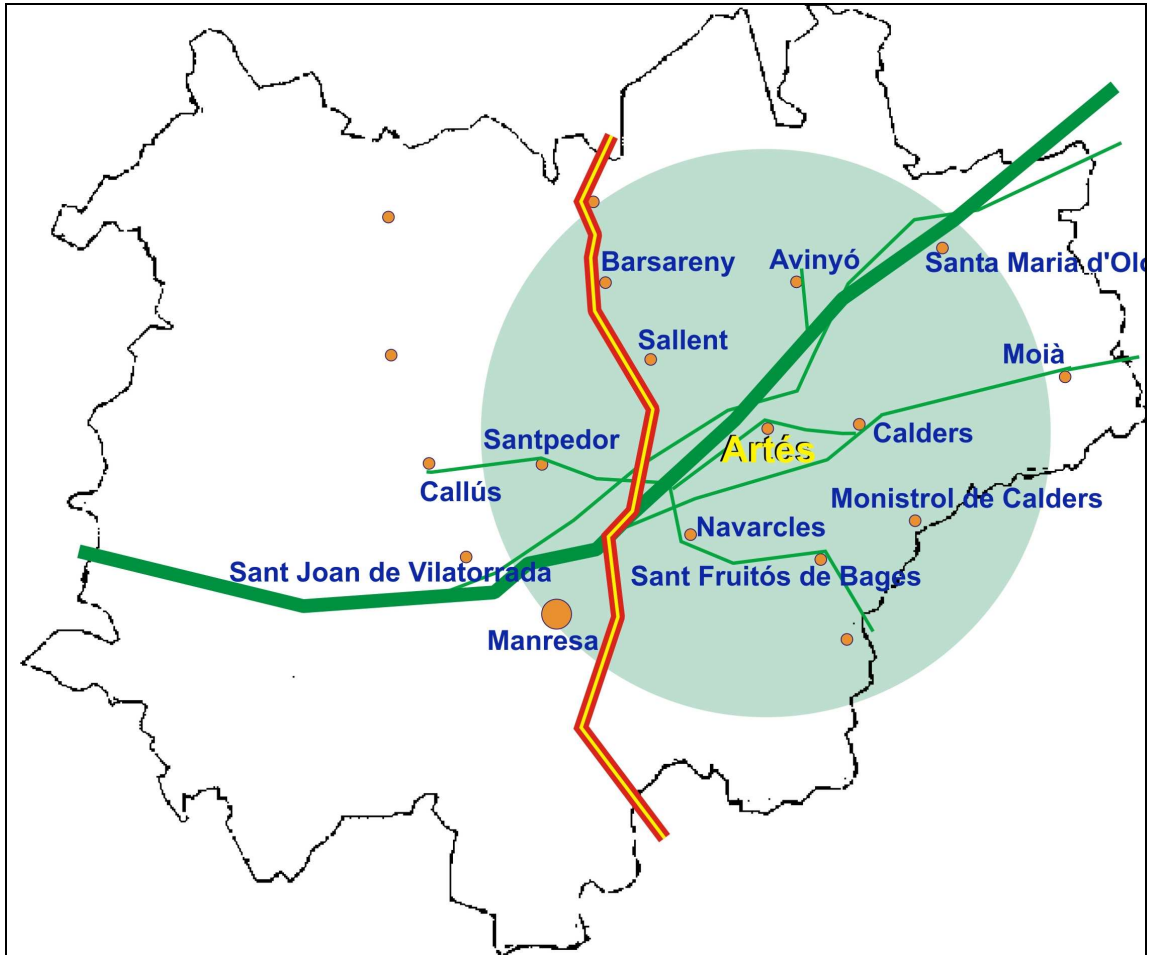 Barsareny
Avinyó
Santa Maria d'Olo
Sallent
Moià
Santpedor
Artés
Calders
Callús
Monistrol de Calders
Navarcles
Sant Joan de Vilatorrada
Sant Fruitós de Bages
Manresa